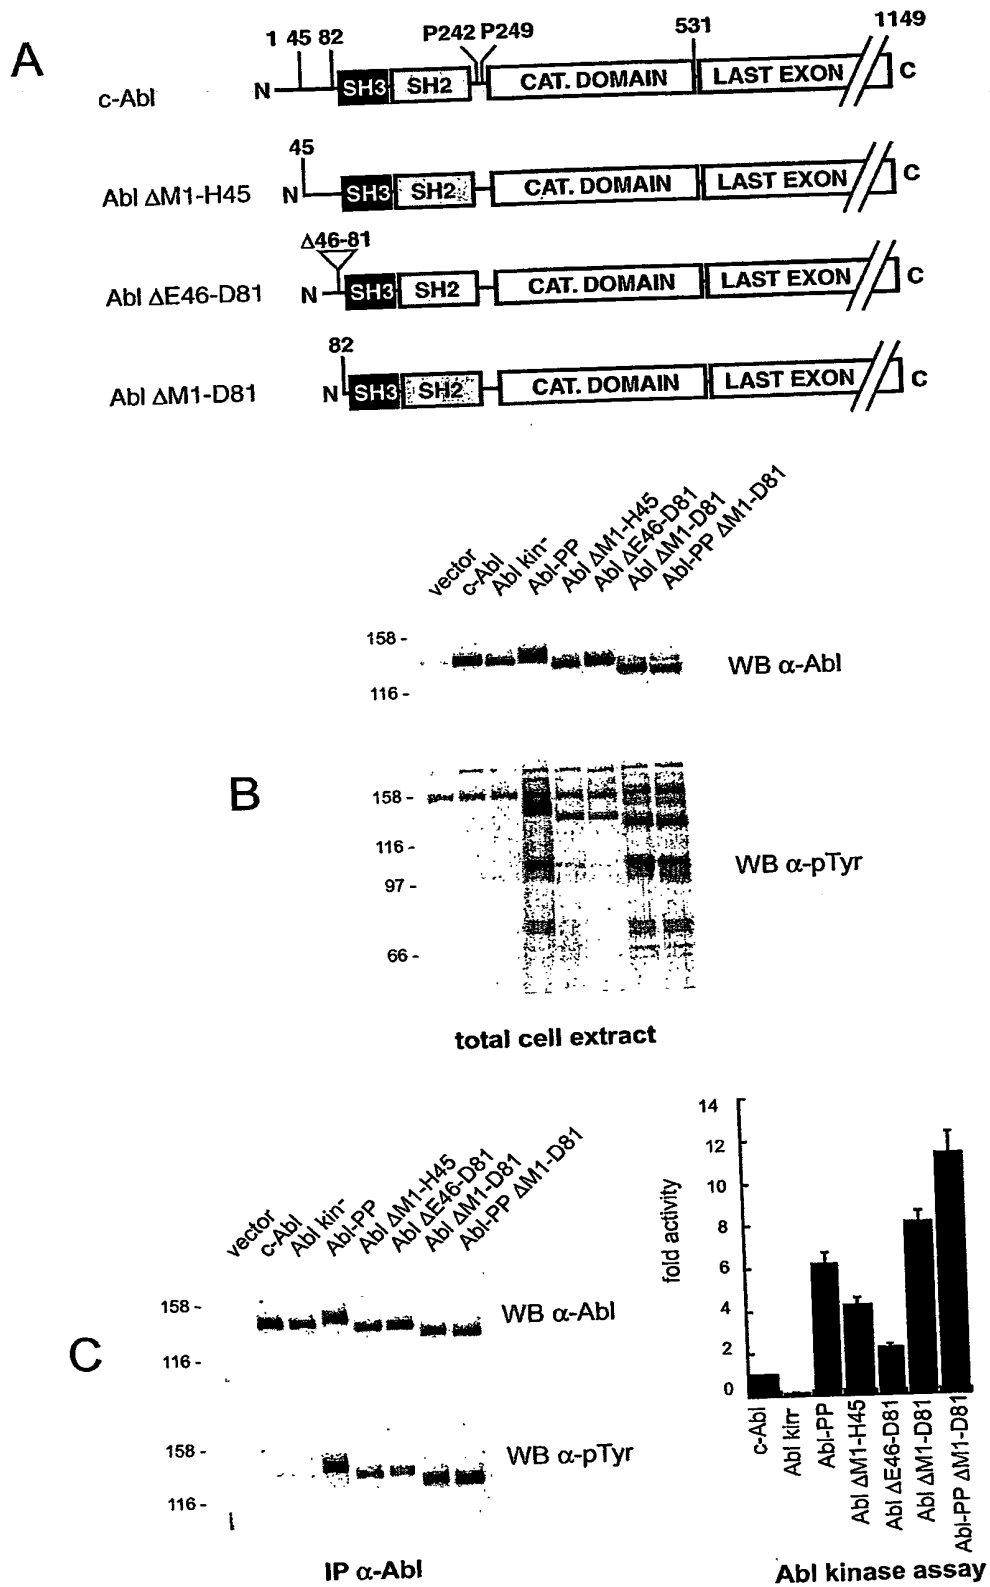 A
1 45 82 P242 P249 531 1149
c-Abl N SH3 SH2 CAT. DOMAIN LAST EXON C
45
Abl ΔM1-H45 N SH3 SH2 CAT. DOMAIN LAST EXON C
Δ46-81
Abl ΔE46-D81 N SH3 SH2 CAT. DOMAIN LAST EXON C
82
Abl ΔM1-D81 N SH3 SH2 CAT. DOMAIN LAST EXON C
B
vector
c-Abl
Abl kin⁻
Abl-PP
Abl ΔM1-H45
Abl ΔE46-D81
Abl ΔM1-D81
Abl-PP ΔM1-D81
158 -
116 -
WB α-Abl
158 -
116 -
97 -
66 -
WB α-pTyr
total cell extract
C
vector
c-Abl
Abl kin⁻
Abl-PP
Abl ΔM1-H45
Abl ΔE46-D81
Abl ΔM1-D81
Abl-PP ΔM1-D81
158 -
116 -
WB α-Abl
158 -
116 -
WB α-pTyr
IP α-Abl
fold activity
14
12
10
8
6
4
2
0
c-Abl
Abl kin⁻
Abl-PP
Abl ΔM1-H45
Abl ΔE46-D81
Abl ΔM1-D81
Abl-PP ΔM1-D81
Abl kinase assay